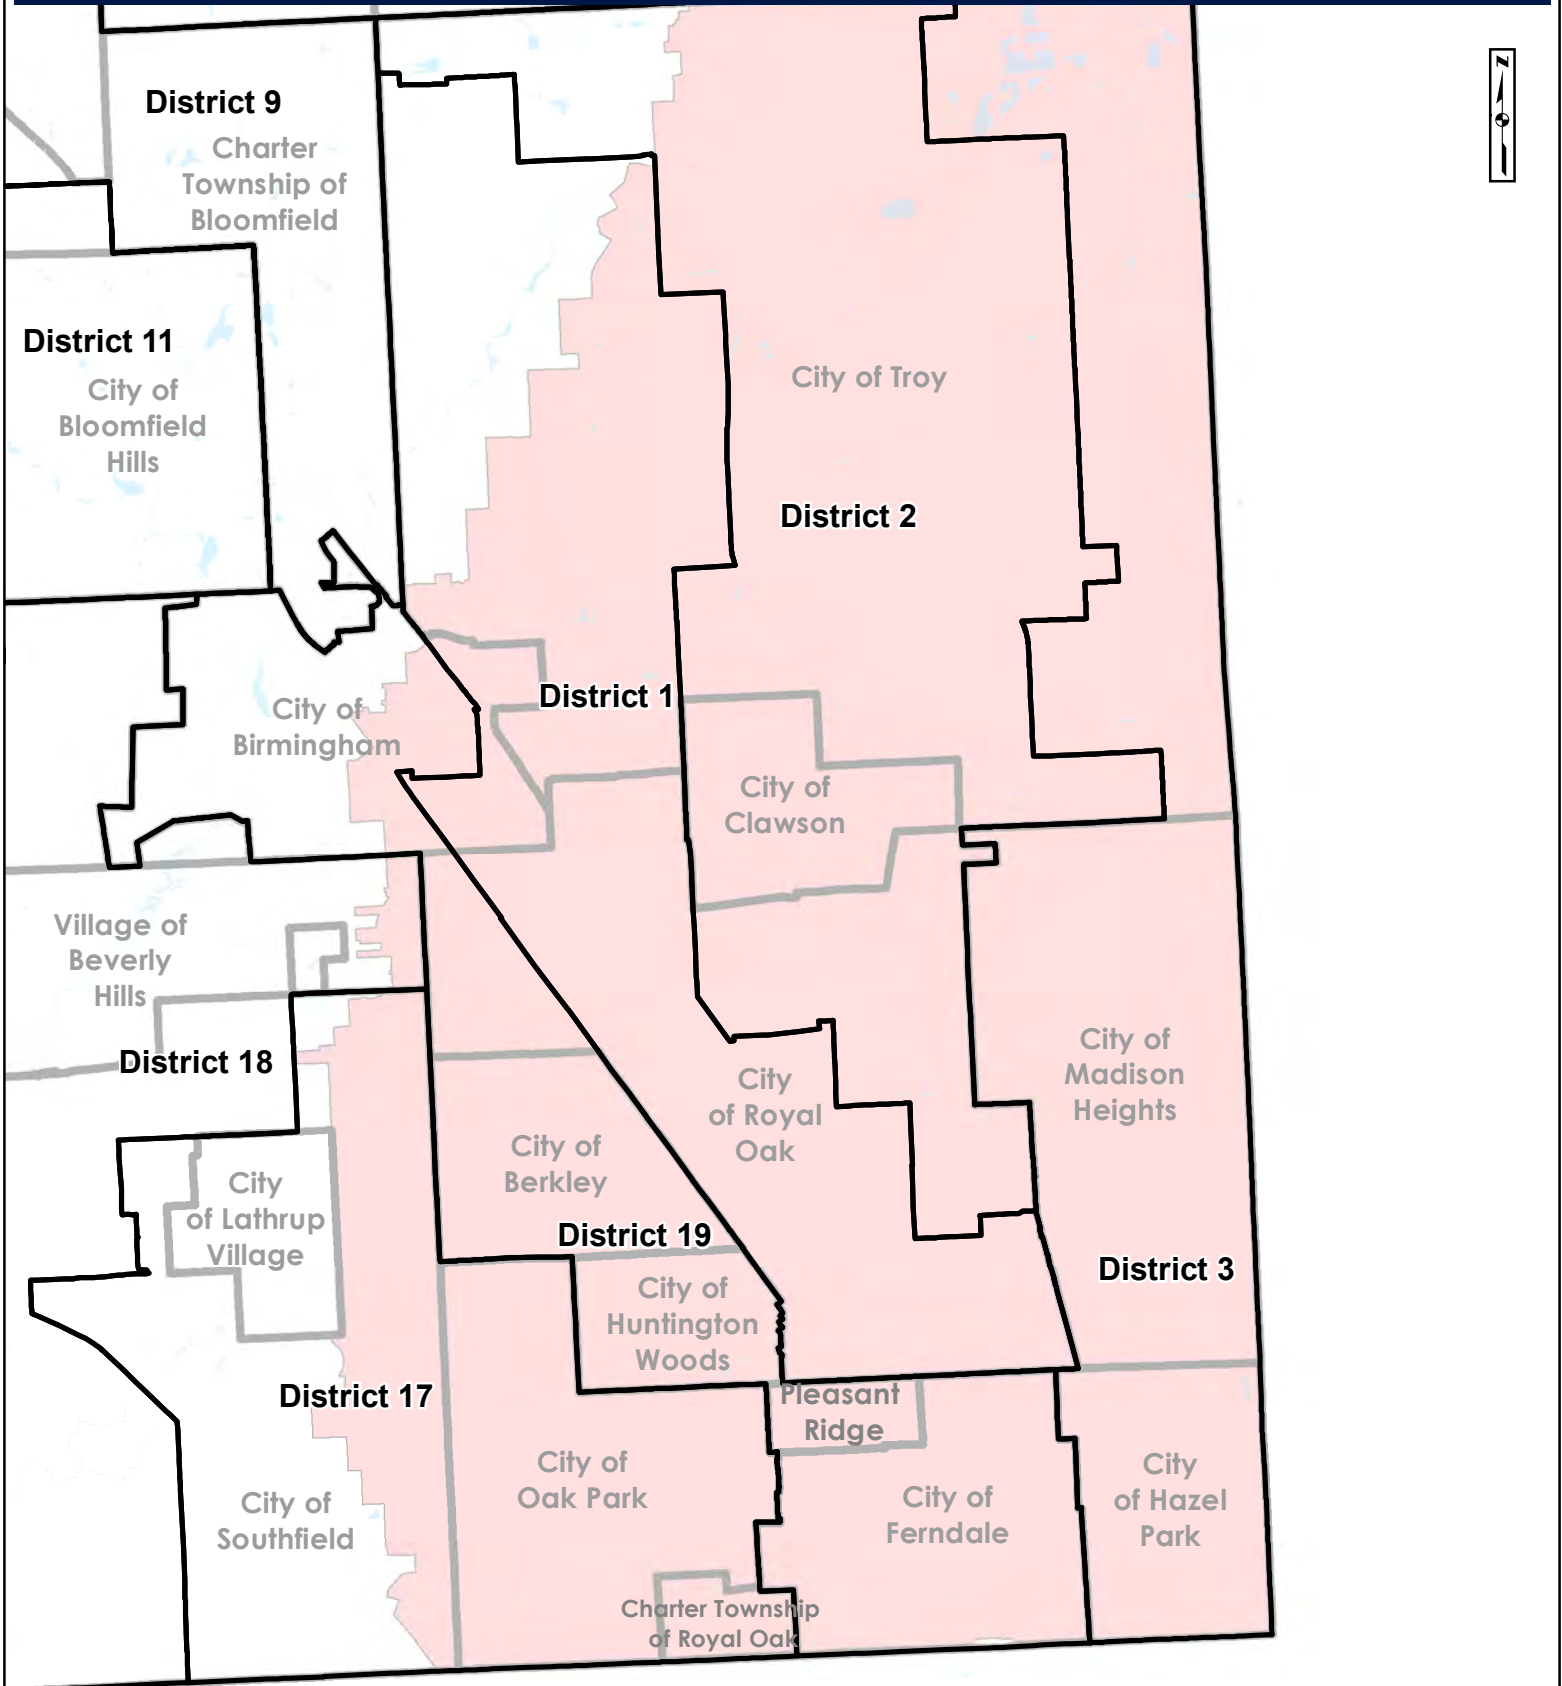 N
District 9
Charter
Township of
Bloomfield
District 11
City of
Bloomfield
Hills
City of Troy
District 2
District 1
City of
Birmingham
City of
Clawson
Village of
Beverly
Hills
District 18
City of
Madison
Heights
City
of Royal
Oak
City of
Berkley
City
of Lathrup
Village
District 19
District 3
City of
Huntington
Woods
District 17
Pleasant
Ridge
City of
Oak Park
City of
Southfield
City of
Ferndale
City
of Hazel
Park
Charter Township
of Royal Oak